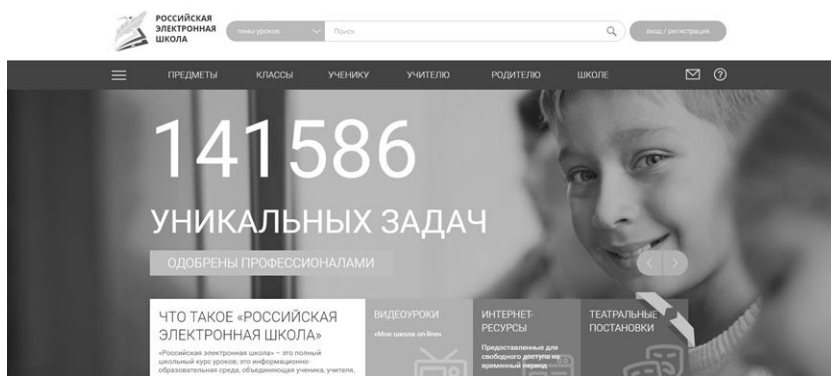 РОССИЙСКАЯ
ЭЛЕКТРОННАЯ
ШКОЛА
темы уроков
Поиск
вход / регистрация
ПРЕДМЕТЫ КЛАССЫ УЧЕНИКУ УЧИТЕЛЮ РОДИТЕЛЮ ШКОЛЕ
141586
УНИКАЛЬНЫХ ЗАДАЧ
ОДОБРЕНЫ ПРОФЕССИОНАЛАМИ
ЧТО ТАКОЕ «РОССИЙСКАЯ
ЭЛЕКТРОННАЯ ШКОЛА»
«Российская электронная школа» – это полный
школьный курс уроков; это информационно-
образовательная среда, объединяющая ученика, учителя,
ВИДЕОУРОКИ
«Моя школа on-line»
ИНТЕРНЕТ-
РЕСУРСЫ
Предоставленные для
свободного доступа на
временный период
ТЕАТРАЛЬНЫЕ
ПОСТАНОВКИ